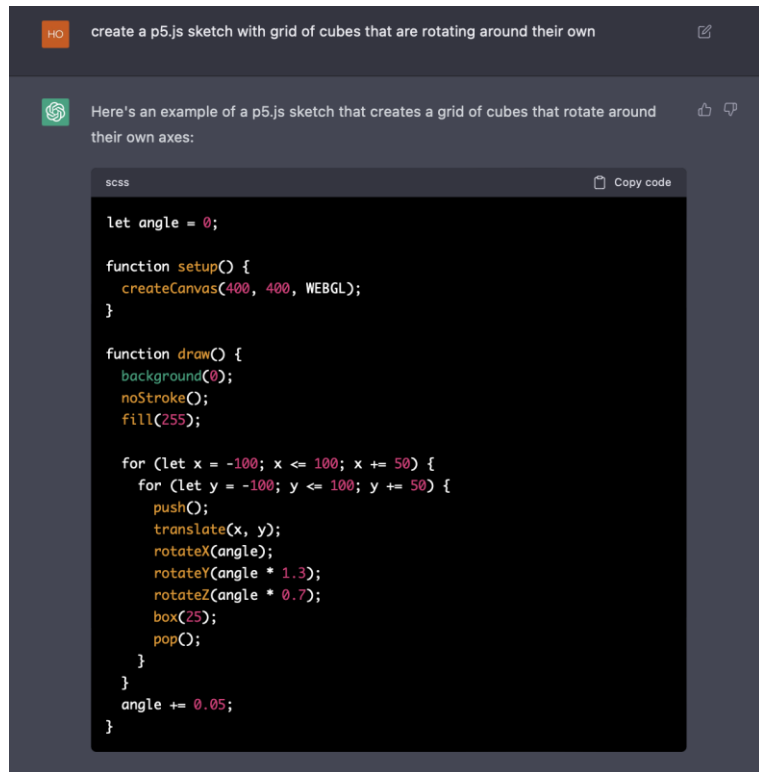 HO
create a p5.js sketch with grid of cubes that are rotating around their own
Here's an example of a p5.js sketch that creates a grid of cubes that rotate around
their own axes:
scss Copy code
let angle = 0;

function setup() {
  createCanvas(400, 400, WEBGL);
}

function draw() {
  background(0);
  noStroke();
  fill(255);

  for (let x = -100; x <= 100; x += 50) {
    for (let y = -100; y <= 100; y += 50) {
      push();
      translate(x, y);
      rotateX(angle);
      rotateY(angle * 1.3);
      rotateZ(angle * 0.7);
      box(25);
      pop();
    }
  }
  angle += 0.05;
}